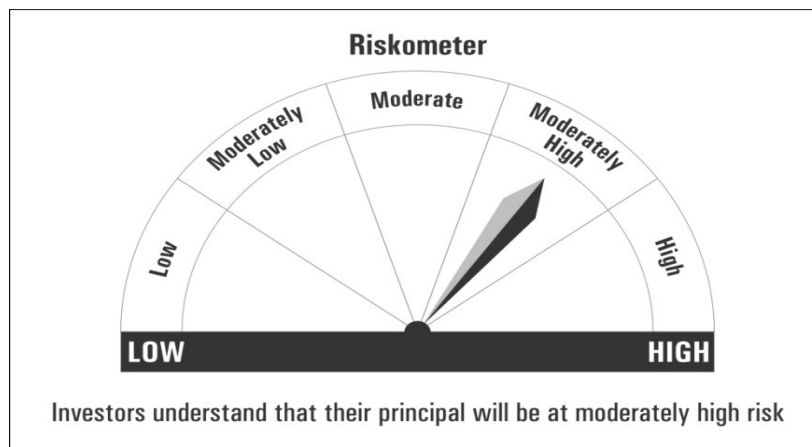 Riskometer
Moderate
Moderately
Low
Moderately
High
Low
High
LOW
HIGH
Investors understand that their principal will be at moderately high risk